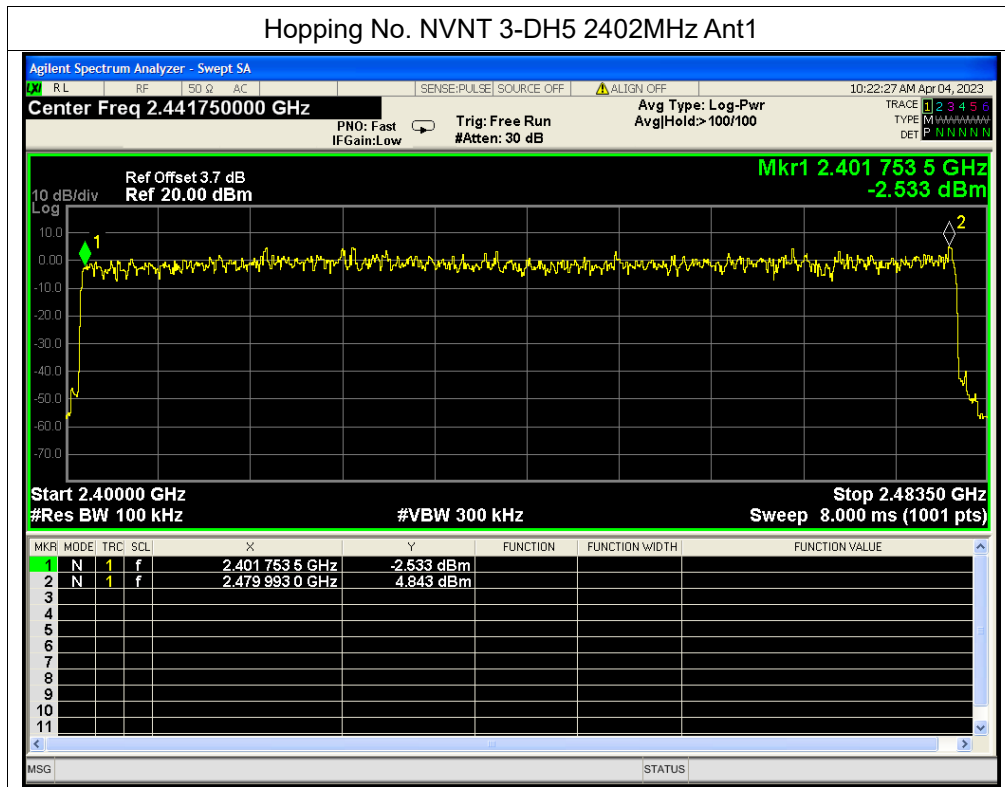 Hopping No. NVNT 3-DH5 2402MHz Ant1
Agilent Spectrum Analyzer - Swept SA
LXI RL RF 50 Ω AC SENSE:PULSE SOURCE OFF ALIGN OFF 10:22:27 AM Apr 04, 2023
Center Freq 2.441750000 GHz
PNO: Fast
IFGain:Low
Trig: Free Run
#Atten: 30 dB
Avg Type: Log-Pwr
Avg|Hold:> 100/100
TRACE 1 2 3 4 5 6
TYPE M WWWWW
DET P N N N N N
Mkr1 2.401 753 5 GHz
-2.533 dBm
Ref Offset 3.7 dB
10 dB/div Ref 20.00 dBm
Log
1
2
10.0
0.00
-10.0
-20.0
-30.0
-40.0
-50.0
-60.0
-70.0
Start 2.40000 GHz Stop 2.48350 GHz
#Res BW 100 kHz #VBW 300 kHz Sweep 8.000 ms (1001 pts)
MKR MODE TRC SCL X Y FUNCTION FUNCTION WIDTH FUNCTION VALUE
1 N 1 f 2.401 753 5 GHz -2.533 dBm
2 N 1 f 2.479 993 0 GHz 4.843 dBm
3
4
5
6
7
8
9
10
11
MSG STATUS